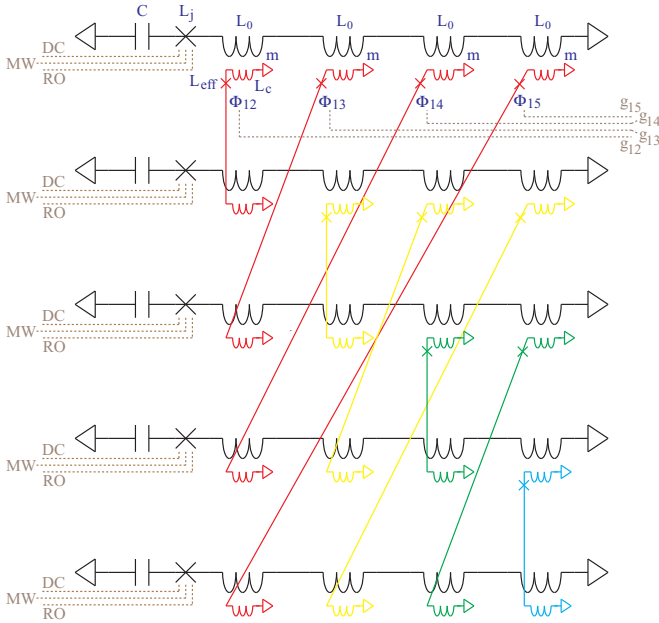 C L_j L_0 L_0 L_0 L_0
DC
MW
RO
m m m m
L_eff L_c
Φ_12 Φ_13 Φ_14 Φ_15
g_15
g_14
g_13
g_12
DC
MW
RO
DC
MW
RO
DC
MW
RO
DC
MW
RO